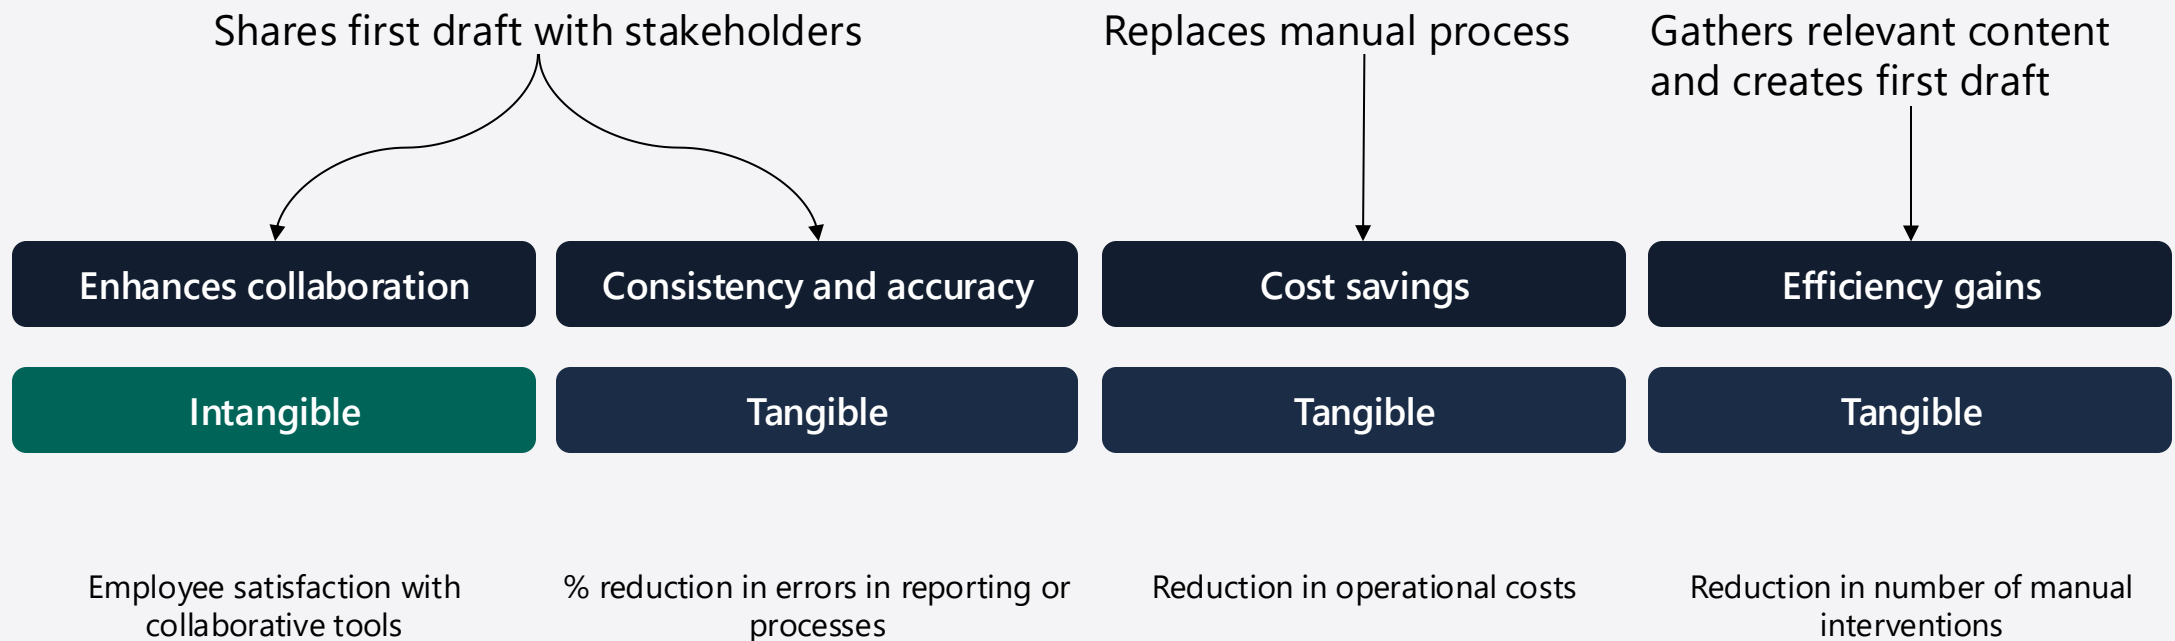 Shares first draft with stakeholders
Replaces manual process
Gathers relevant content
and creates first draft
Enhances collaboration
Consistency and accuracy
Cost savings
Efficiency gains
Intangible
Tangible
Tangible
Tangible
Employee satisfaction with
collaborative tools
% reduction in errors in reporting or
processes
Reduction in operational costs
Reduction in number of manual
interventions